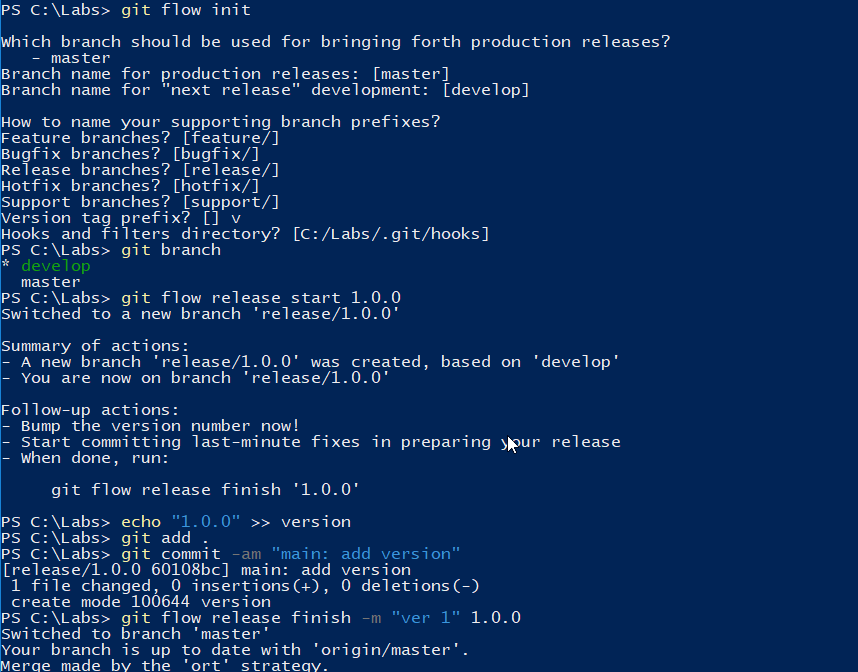 PS C:\Labs> git flow init
Which branch should be used for bringing forth production releases?
- master
Branch name for production releases: [master]
Branch name for "next release" development: [develop]
How to name your supporting branch prefixes?
Feature branches? [feature/]
Bugfix branches? [bugfix/]
Release branches? [release/]
Hotfix branches? [hotfix/]
Support branches? [support/]
Version tag prefix? [] v
Hooks and filters directory? [C:/Labs/.git/hooks]
PS C:\Labs> git branch
* develop
master
PS C:\Labs> git flow release start 1.0.0
Switched to a new branch 'release/1.0.0'
Summary of actions:
- A new branch 'release/1.0.0' was created, based on 'develop'
- You are now on branch 'release/1.0.0'
Follow-up actions:
- Bump the version number now!
- Start committing last-minute fixes in preparing your release
- When done, run:
git flow release finish '1.0.0'
PS C:\Labs> echo "1.0.0" >> version
PS C:\Labs> git add .
PS C:\Labs> git commit -am "main: add version"
[release/1.0.0 60108bc] main: add version
1 file changed, 0 insertions(+), 0 deletions(-)
create mode 100644 version
PS C:\Labs> git flow release finish -m "ver 1" 1.0.0
Switched to branch 'master'
Your branch is up to date with 'origin/master'.
Merge made by the 'ort' strategy.